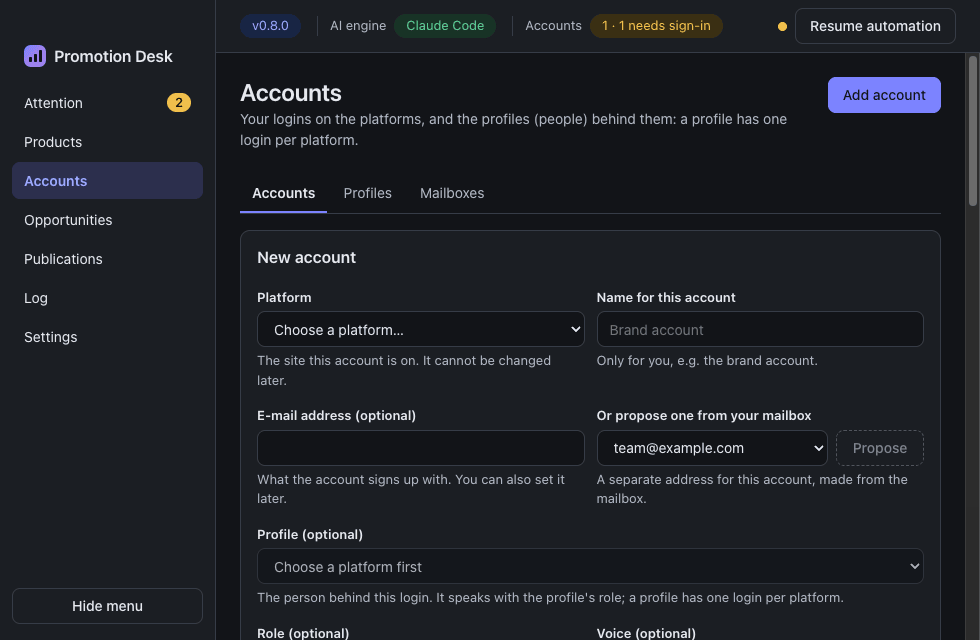 v0.8.0
AI engine
Claude Code
Accounts
1 · 1 needs sign-in
Resume automation
Promotion Desk
Attention
2
Products
Accounts
Opportunities
Publications
Log
Settings
Hide menu
Accounts
Add account
Your logins on the platforms, and the profiles (people) behind them: a profile has one
login per platform.
Accounts
Profiles
Mailboxes
New account
Platform
Choose a platform...
The site this account is on. It cannot be changed
later.
Name for this account
Brand account
Only for you, e.g. the brand account.
E-mail address (optional)
What the account signs up with. You can also set it
later.
Or propose one from your mailbox
team@example.com
Propose
A separate address for this account, made from the
mailbox.
Profile (optional)
Choose a platform first
The person behind this login. It speaks with the profile's role; a profile has one login per platform.
Role (optional)
Voice (optional)